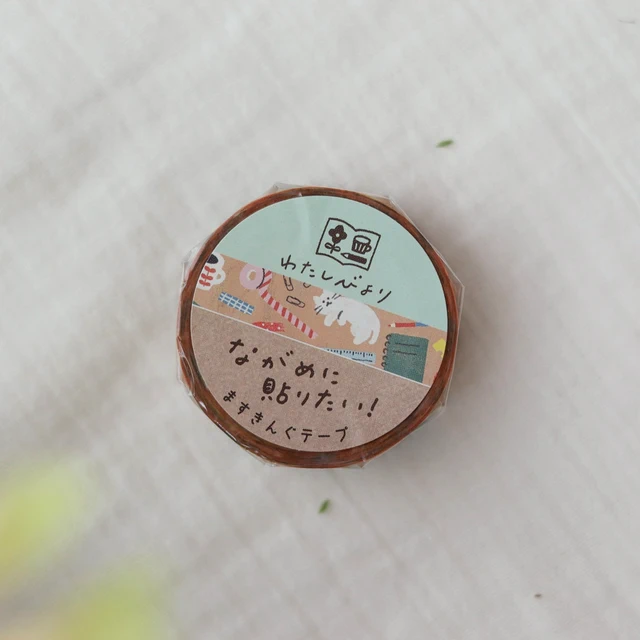 わたしびより
ながめに
貼りたい!
ますきんぐテープ